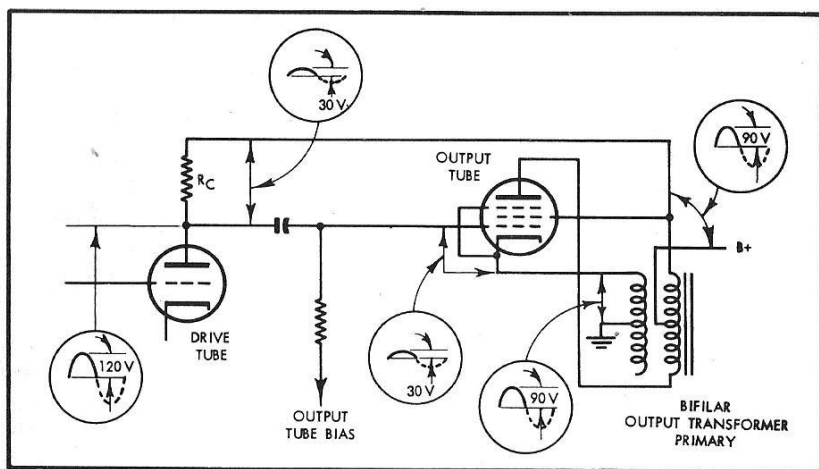 30 V.
90 V
OUTPUT
TUBE
RC
B+
DRIVE
TUBE
120 V
30 V
90 V
OUTPUT
TUBE BIAS
BIFILAR
OUTPUT TRANSFORMER
PRIMARY